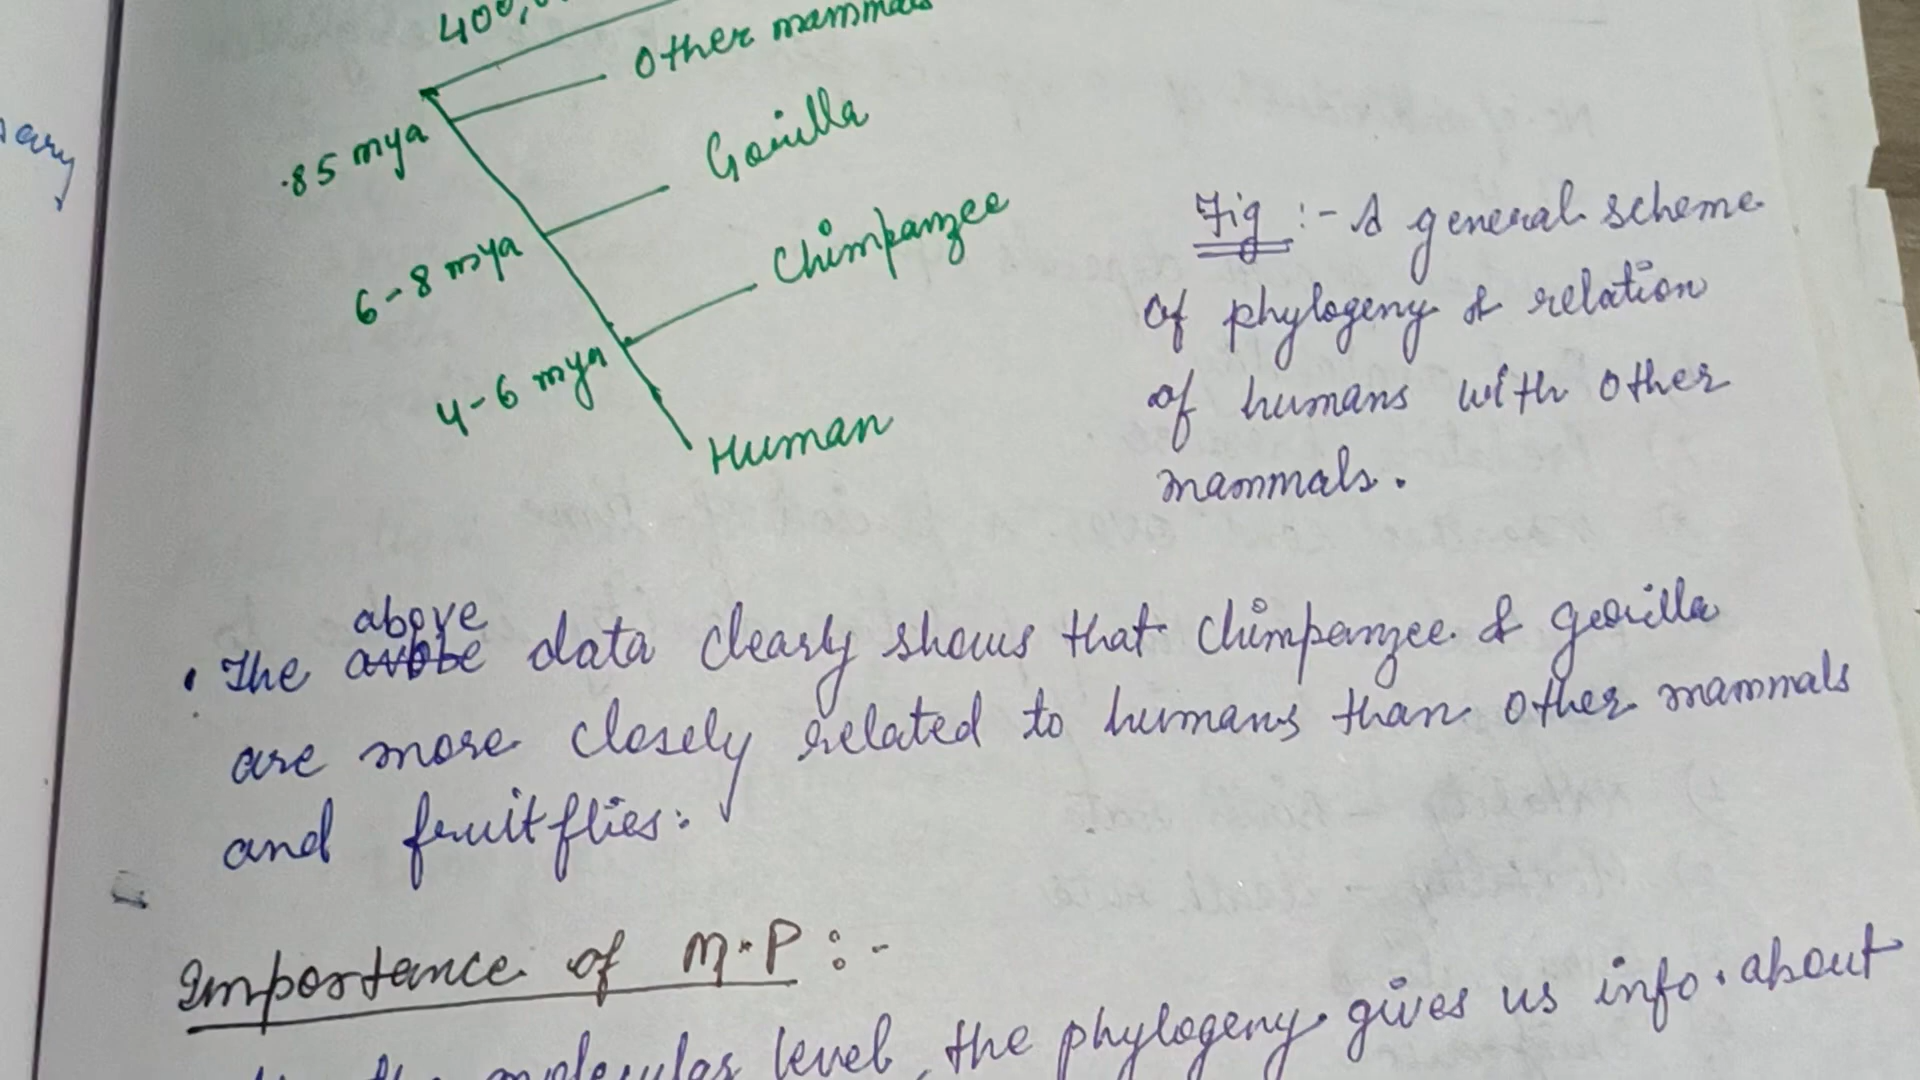 400,
Other mammals
.85 mya
Gorilla
6-8 mya
Chimpanzee
4-6 mya
Human
Fig :- A general scheme
of phylogeny & relation
of humans with other
mammals.
above
• The avobe data clearly shows that Chimpanzee & gorilla
are more closely related to humans than other mammals
and fruitflies.
Importance of M.P :-
molecular level, the phylogeny gives us info. about